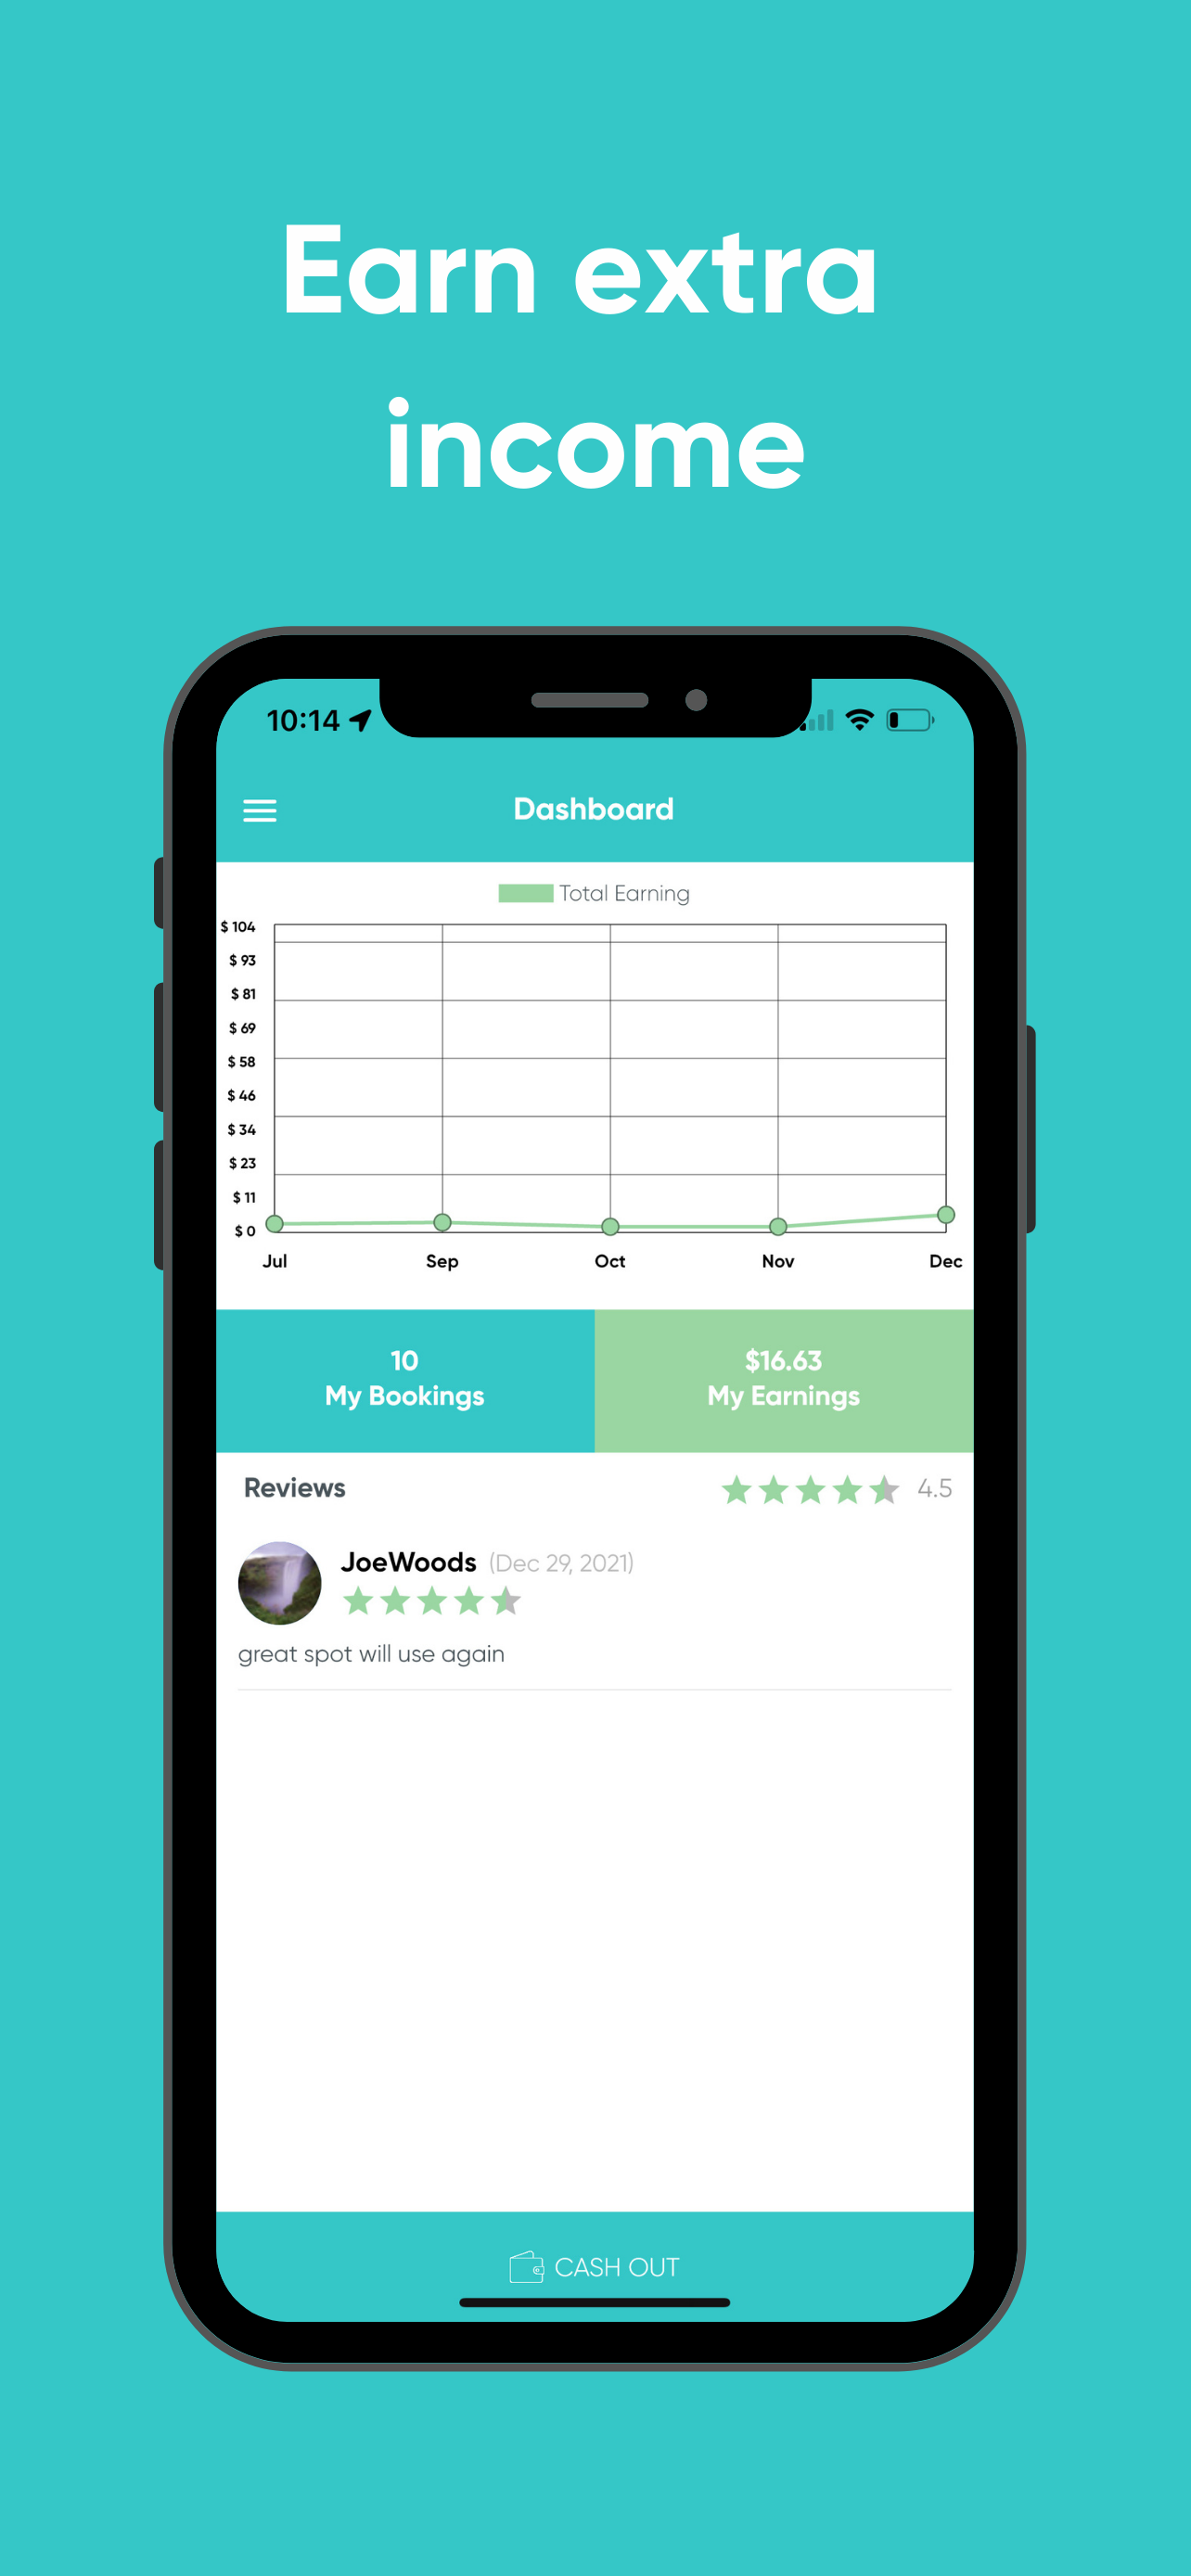 Earn extra
income
10:14
Dashboard
Total Earning
$ 104
$ 93
$ 81
$ 69
$ 58
$ 46
$ 34
$ 23
$ 11
$ 0
Jul Sep Oct Nov Dec
10
My Bookings
$16.63
My Earnings
Reviews 4.5
JoeWoods (Dec 29, 2021)
great spot will use again
CASH OUT